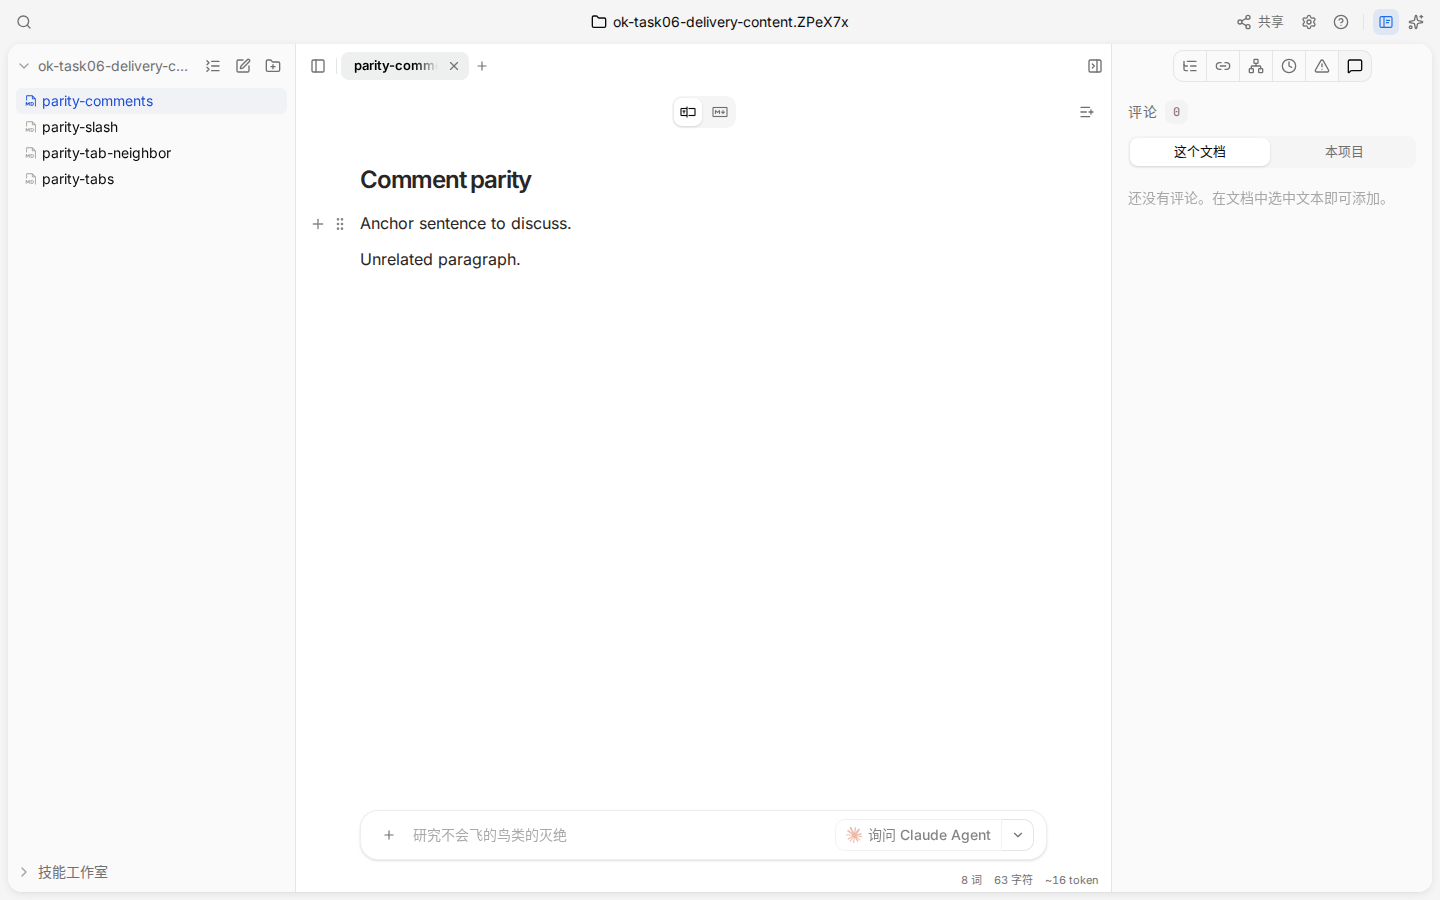 ok-task06-delivery-content.ZPeX7x
共享
ok-task06-delivery-c...
parity-comments
parity-slash
parity-tab-neighbor
parity-tabs
技能工作室
parity-comm
Comment parity
Anchor sentence to discuss.
Unrelated paragraph.
研究不会飞的鸟类的灭绝
询问 Claude Agent
8 词 63 字符 ~16 token
评论 0
这个文档 本项目
还没有评论。在文档中选中文本即可添加。